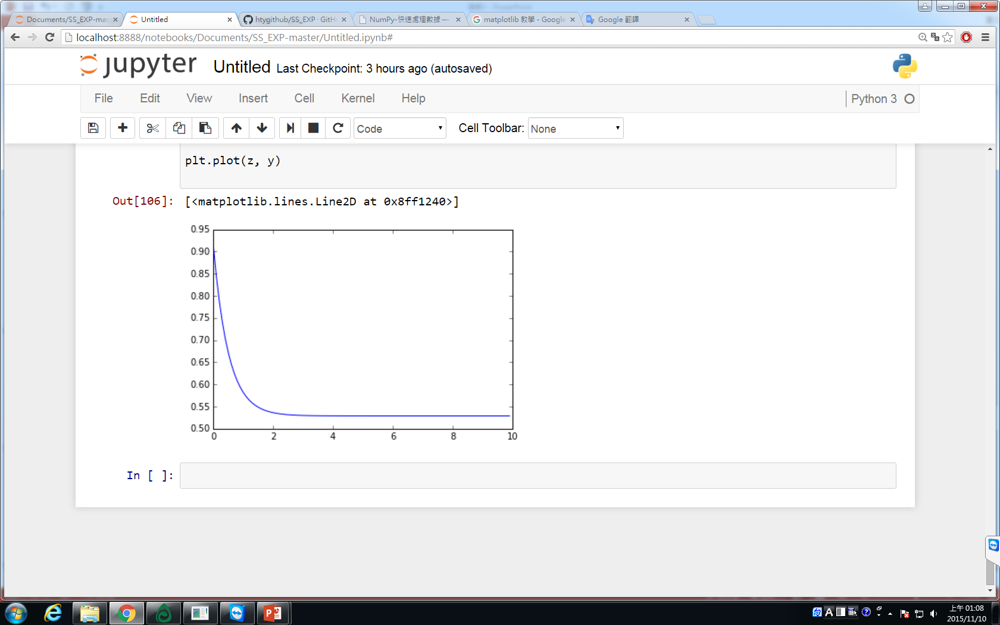 Documents/SS_EXP-mas
Untitled
htygithub/SS_EXP · GitH
NumPy-快速處理數據 —
matplotlib 教學 - Google
Google 翻譯
localhost:8888/notebooks/Documents/SS_EXP-master/Untitled.ipynb#
jupyter Untitled Last Checkpoint: 3 hours ago (autosaved)
File Edit View Insert Cell Kernel Help Python 3
Code Cell Toolbar: None
plt.plot(z, y)
Out[106]: [<matplotlib.lines.Line2D at 0x8ff1240>]
0.95
0.90
0.85
0.80
0.75
0.70
0.65
0.60
0.55
0.50
0 2 4 6 8 10
In [ ]:
上午 01:08
2015/11/10